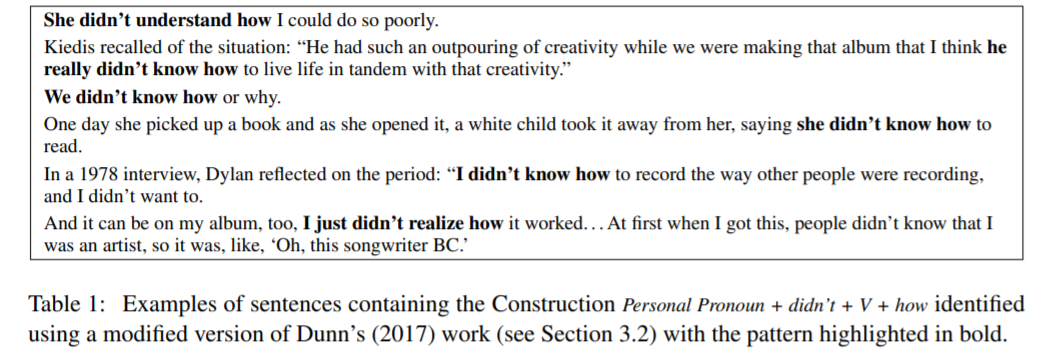 She didn’t understand how I could do so poorly.
Kiedis recalled of the situation: “He had such an outpouring of creativity while we were making that album that I think he
really didn’t know how to live life in tandem with that creativity.”
We didn’t know how or why.
One day she picked up a book and as she opened it, a white child took it away from her, saying she didn’t know how to
read.
In a 1978 interview, Dylan reflected on the period: “I didn’t know how to record the way other people were recording,
and I didn’t want to.
And it can be on my album, too, I just didn’t realize how it worked…At first when I got this, people didn’t know that I
was an artist, so it was, like, ‘Oh, this songwriter BC.’
Table 1: Examples of sentences containing the Construction Personal Pronoun + didn’t + V + how identified
using a modified version of Dunn’s (2017) work (see Section 3.2) with the pattern highlighted in bold.